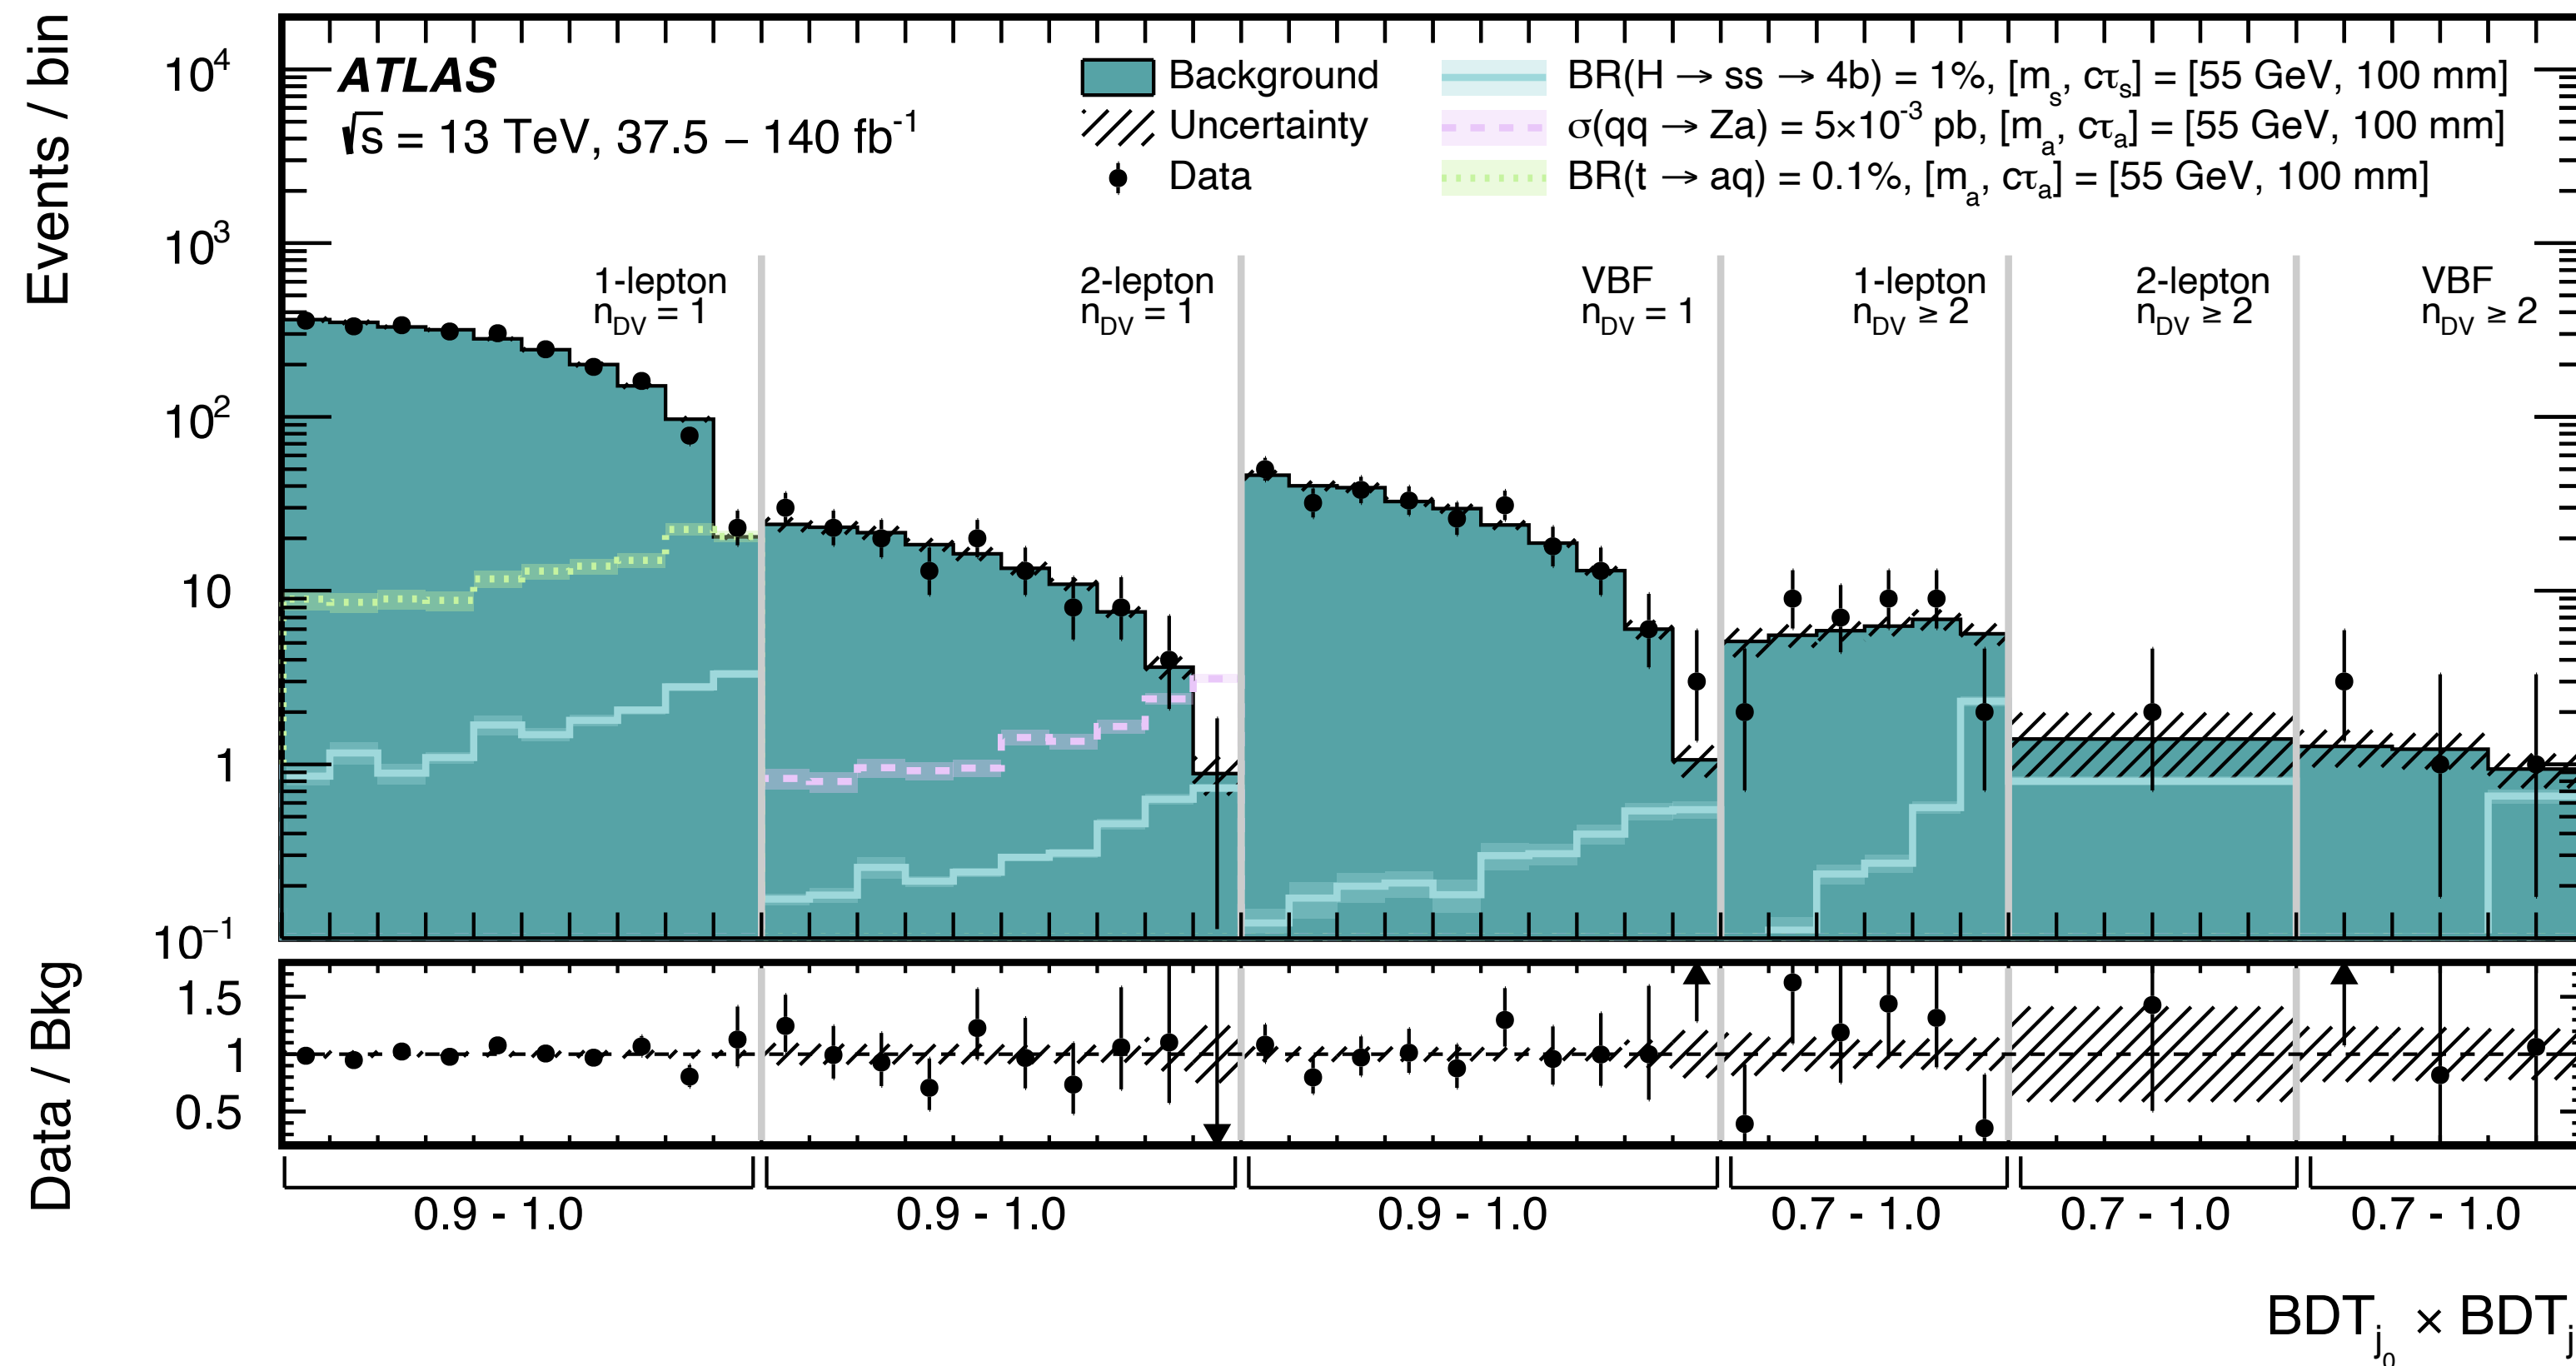 Events / bin
10⁴
10³
10²
10
1
10⁻¹
ATLAS
√s = 13 TeV, 37.5 – 140 fb⁻¹
Background
Uncertainty
Data
BR(H → ss → 4b) = 1%, [mₛ, cτₛ] = [55 GeV, 100 mm]
σ(qq → Za) = 5×10⁻³ pb, [mₐ, cτₐ] = [55 GeV, 100 mm]
BR(t → aq) = 0.1%, [mₐ, cτₐ] = [55 GeV, 100 mm]
1-lepton
n_DV = 1
2-lepton
n_DV = 1
VBF
n_DV = 1
1-lepton
n_DV ≥ 2
2-lepton
n_DV ≥ 2
VBF
n_DV ≥ 2
Data / Bkg
1.5
1
0.5
0.9 - 1.0
0.9 - 1.0
0.9 - 1.0
0.7 - 1.0
0.7 - 1.0
0.7 - 1.0
BDT_j₀ × BDT_j